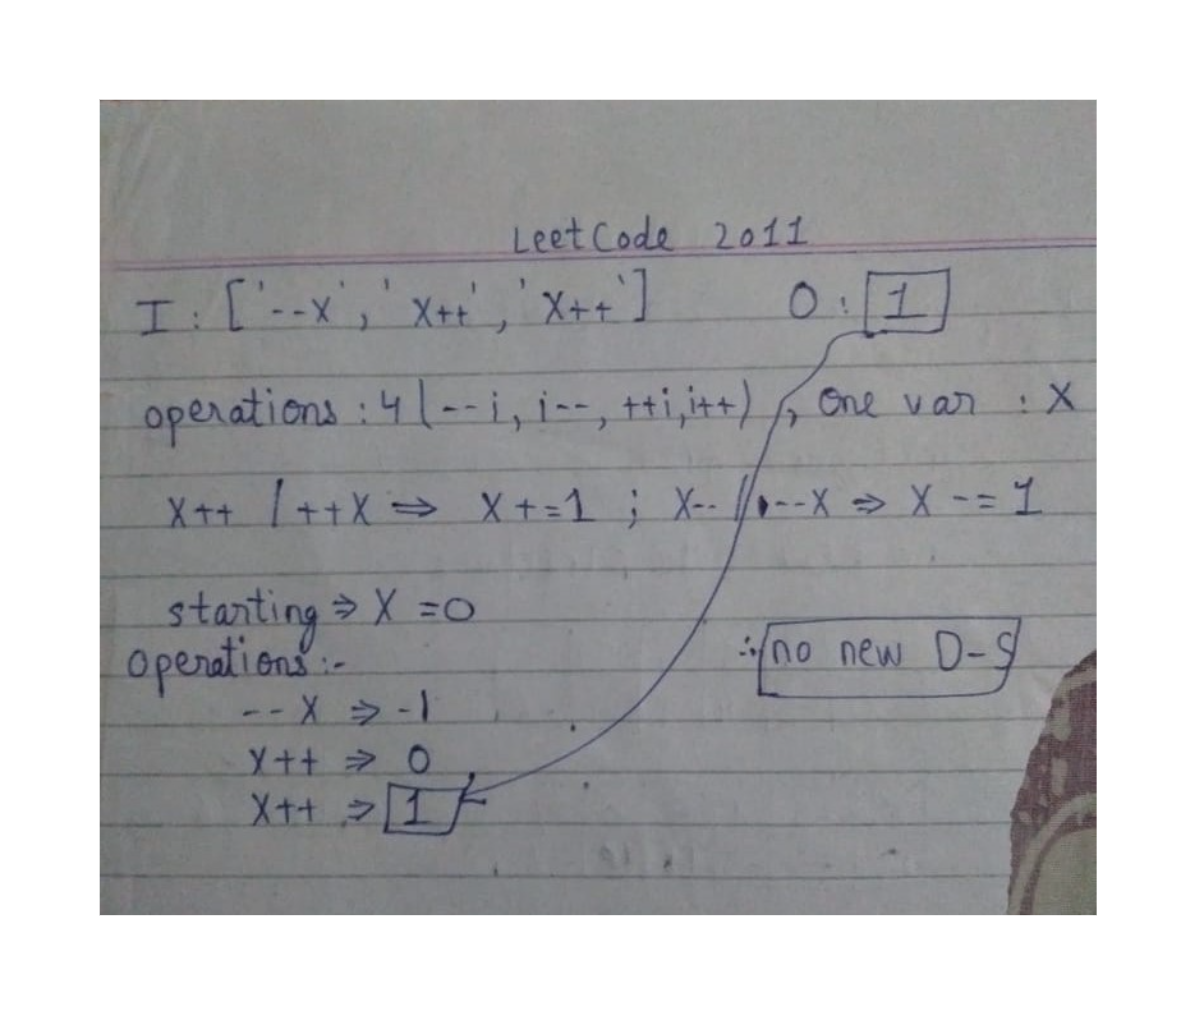 LeetCode 2011
I : ['--X', 'X++', 'X++'] O : 1
operations : 4 (--i, i--, ++i, i++), One var : X
X++ / ++X ⇒ X+=1 ; X-- / --X ⇒ X -= 1
starting ⇒ X = 0
operations :-
∴ no new D-S
--X ⇒ -1
X++ ⇒ 0
X++ ⇒ 1